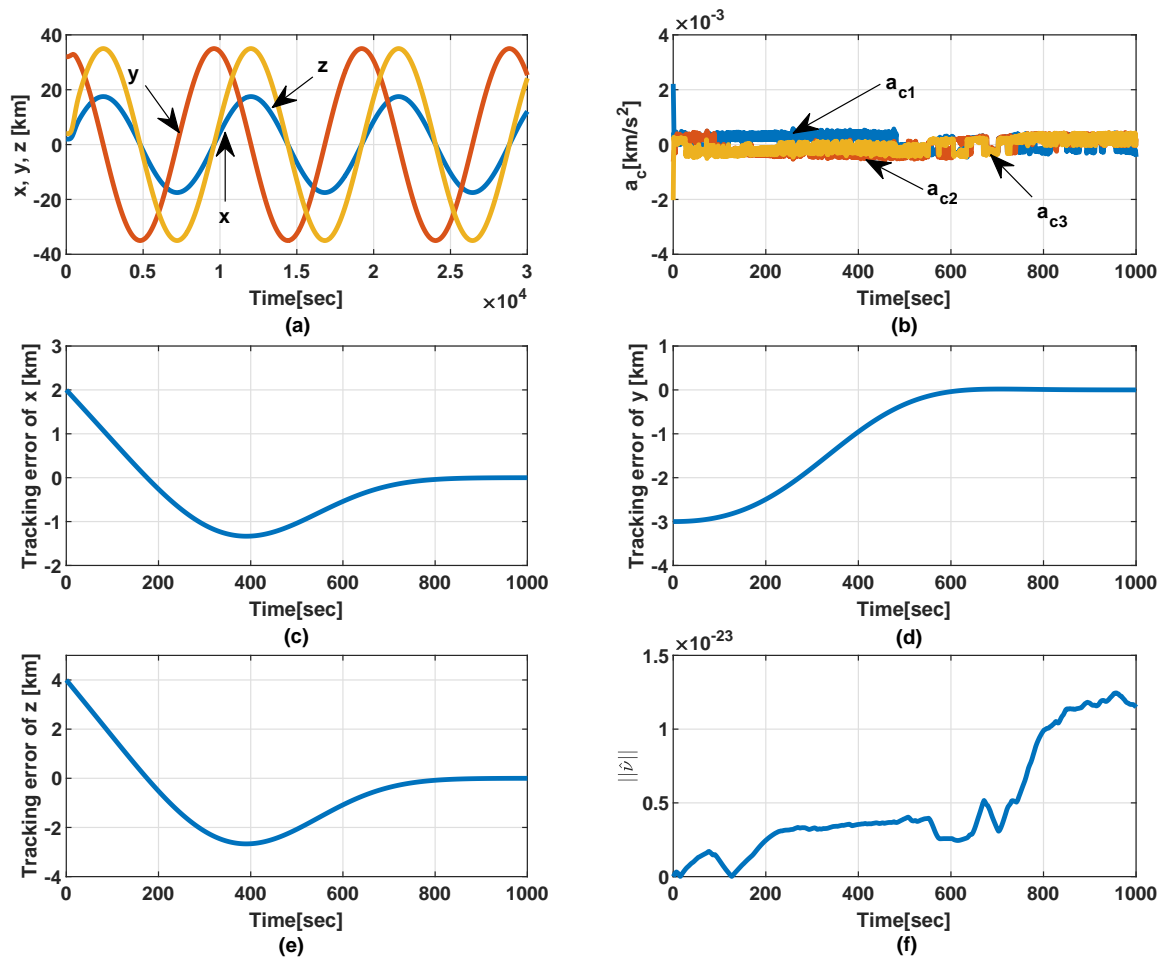 x, y, z [km]
40
20
0
-20
-40
y
z
x
0
0.5
1
1.5
2
2.5
3
×10^4
Time[sec]
(a)
×10^-3
a_c[km/s^2]
4
2
0
-2
-4
a_c1
a_c2
a_c3
0
200
400
600
800
1000
Time[sec]
(b)
Tracking error of x [km]
3
2
1
0
-1
-2
0
200
400
600
800
1000
Time[sec]
(c)
Tracking error of y [km]
1
0
-1
-2
-3
-4
0
200
400
600
800
1000
Time[sec]
(d)
Tracking error of z [km]
4
2
0
-2
-4
0
200
400
600
800
1000
Time[sec]
(e)
×10^-23
||ν̂||
1.5
1
0.5
0
0
200
400
600
800
1000
Time[sec]
(f)